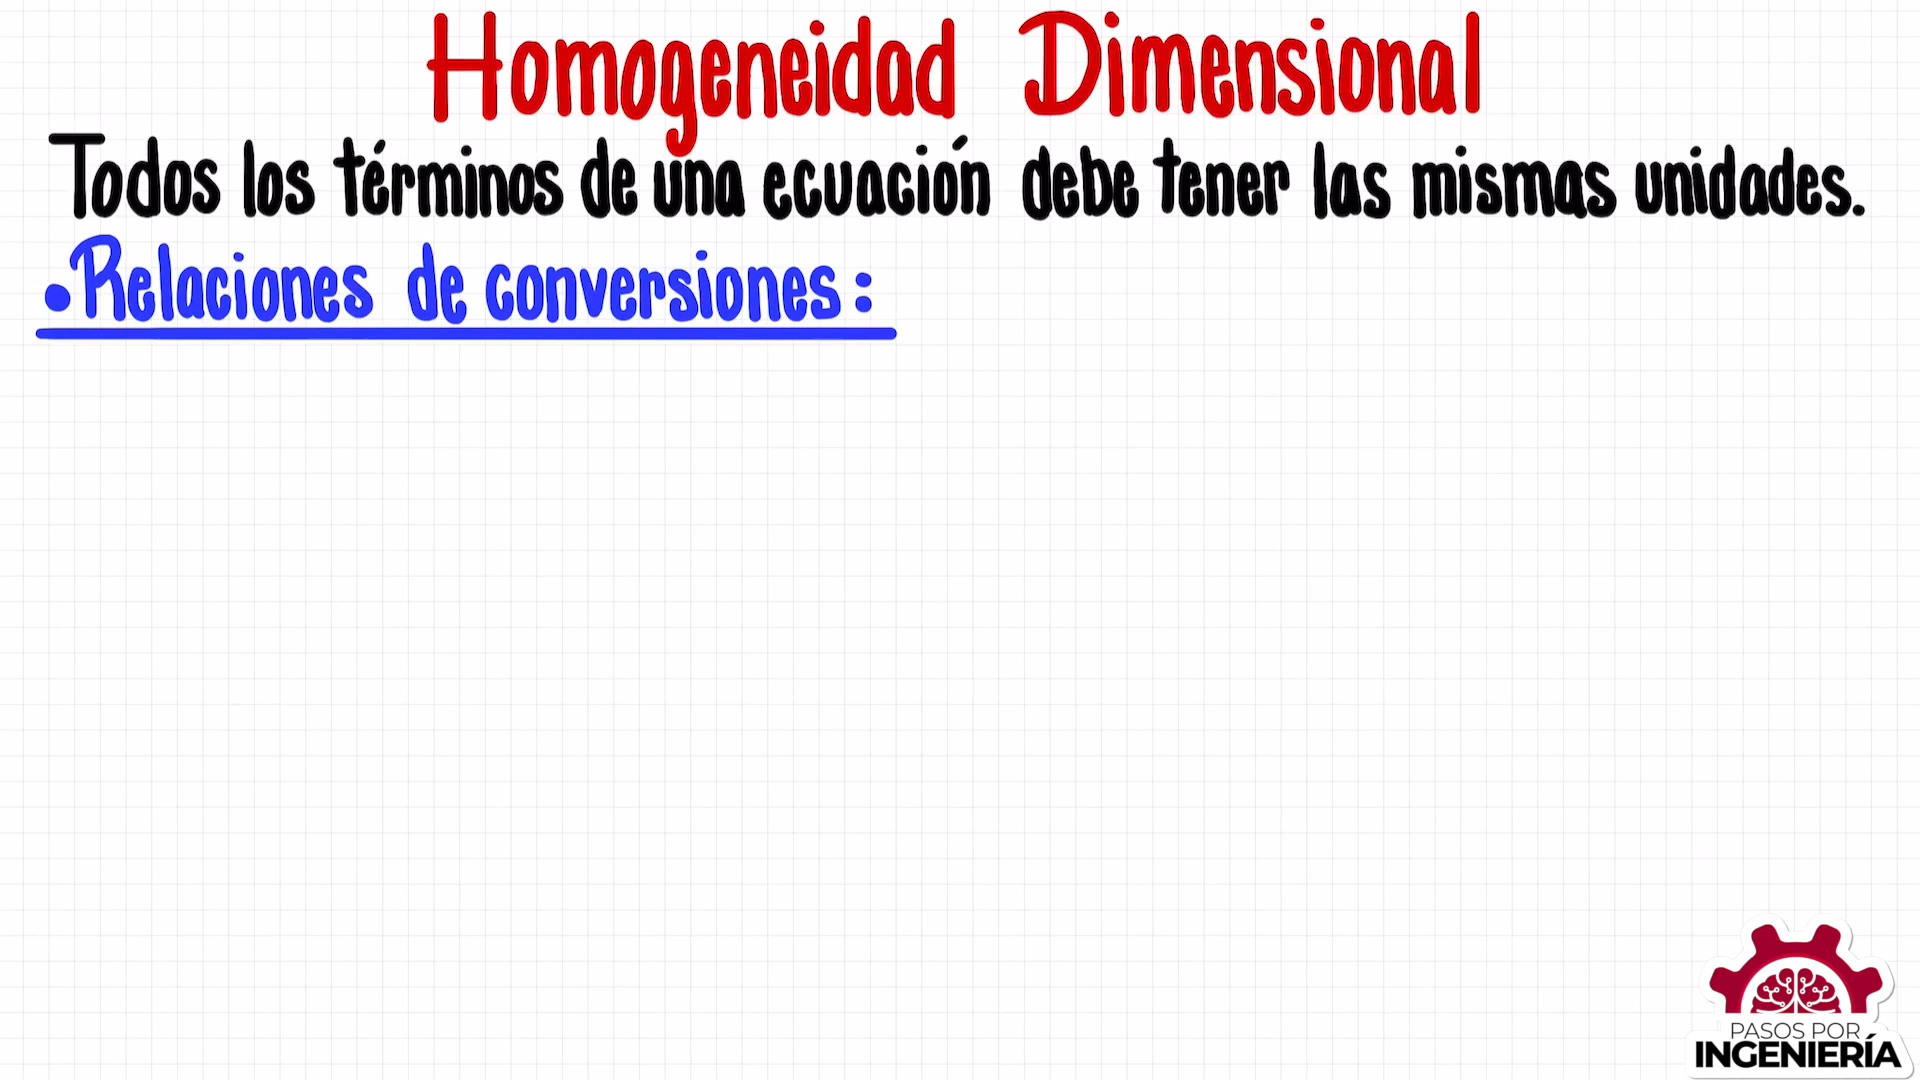 Homogeneidad Dimensional
Todos los términos de una ecuación debe tener las mismas unidades.
•Relaciones de conversiones:
PASOS POR
INGENIERÍA